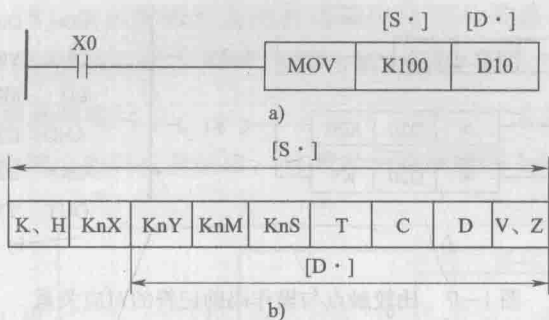 X0
[S·] [D·]
MOV K100 D10
a)
[S·]
K、H KnX KnY KnM KnS T C D V、Z
[D·]
b)